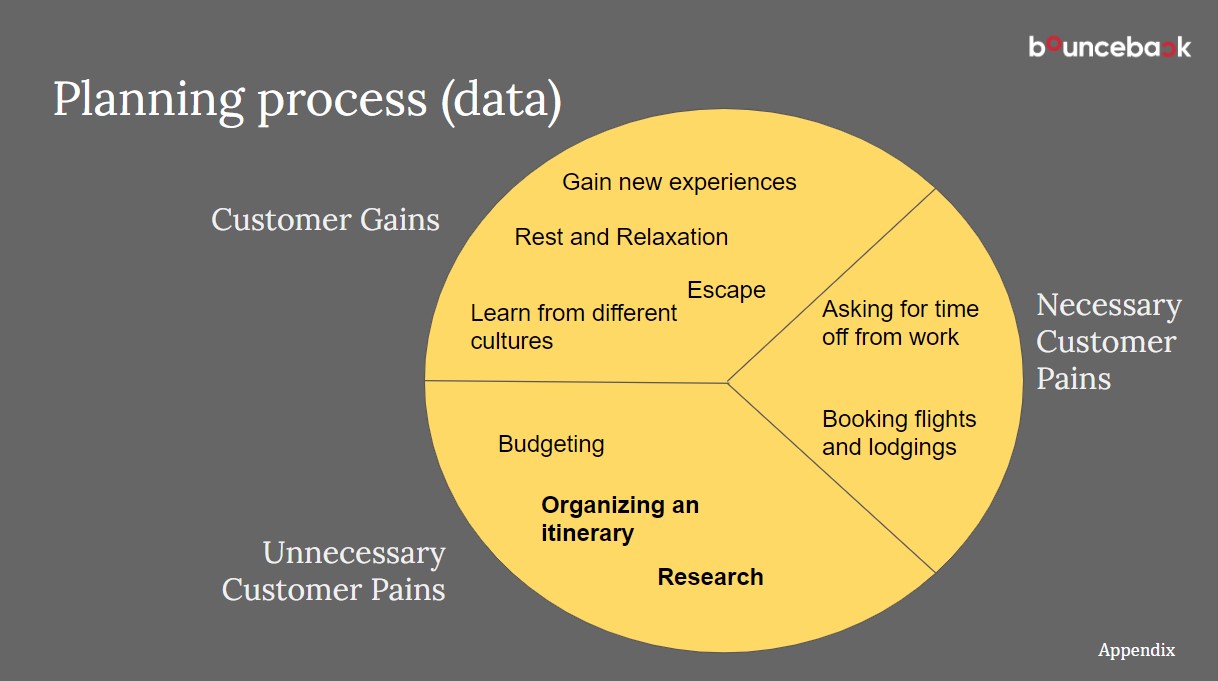 bounceback
Planning process (data)
Customer Gains
Gain new experiences
Rest and Relaxation
Escape
Learn from different
cultures
Asking for time
off from work
Booking flights
and lodgings
Necessary
Customer
Pains
Budgeting
Organizing an
itinerary
Research
Unnecessary
Customer Pains
Appendix